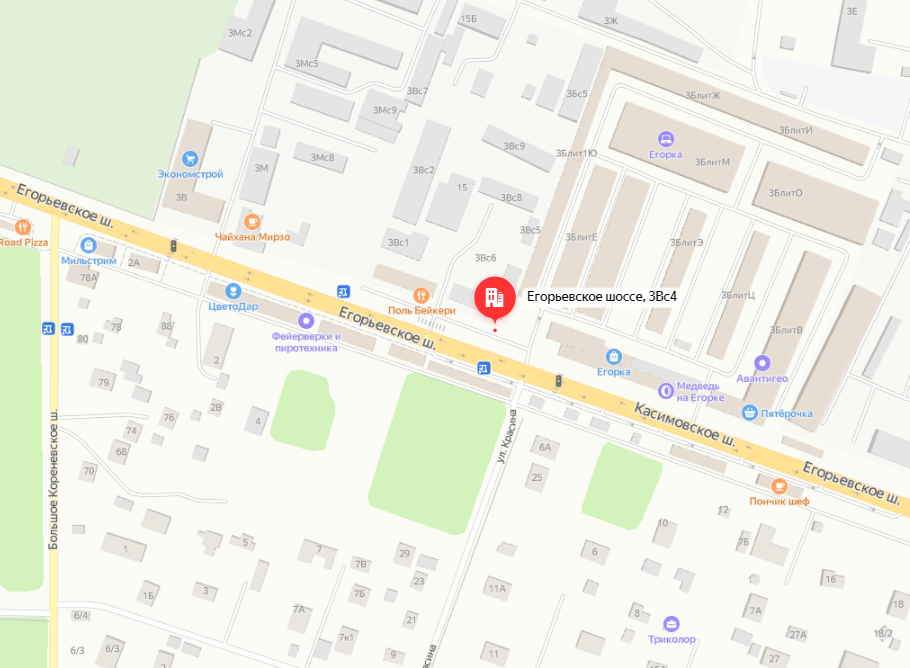 15Б
3Ж
3Е
3Мс2
3Мс5
3Вс7
3Бс5
3БлитЖ
3Мс9
3БлитИ
Экономстрой
3М
3Мс8
3Вс9
3Блит1Ю
Егорка
3БлитМ
3Вс2
15
3Вс8
3БлитО
3В
Егорьевское ш.
Чайхана Мирзо
3Вс1
3Вс5
3БлитЕ
3БлитЭ
Road Pizza
Мильстрим
2А
78А
3Вс6
ЦветоДар
Поль Бейкери
Егорьевское шоссе, 3Вс4
3БлитЦ
3БлитВ
Фейерверки и
пиротехника
Егорьевское ш.
78
88
80
2
Егорка
Авантигео
Медведь
на Егорке
Пятёрочка
79
2В
76
4
74
68
70
Касимовское ш.
ул. Красина
6А
25
Егорьевское ш.
Пончик шеф
Большое Кореневское ш.
12
10
7Б
1
5
7
29
7В
6
23
1Б
3
7Б
11А
16
18
6/4
7А
21
8
7А
Триколор
27А
18/2
6/3
6/3
2
7к1
9
11
27
расина